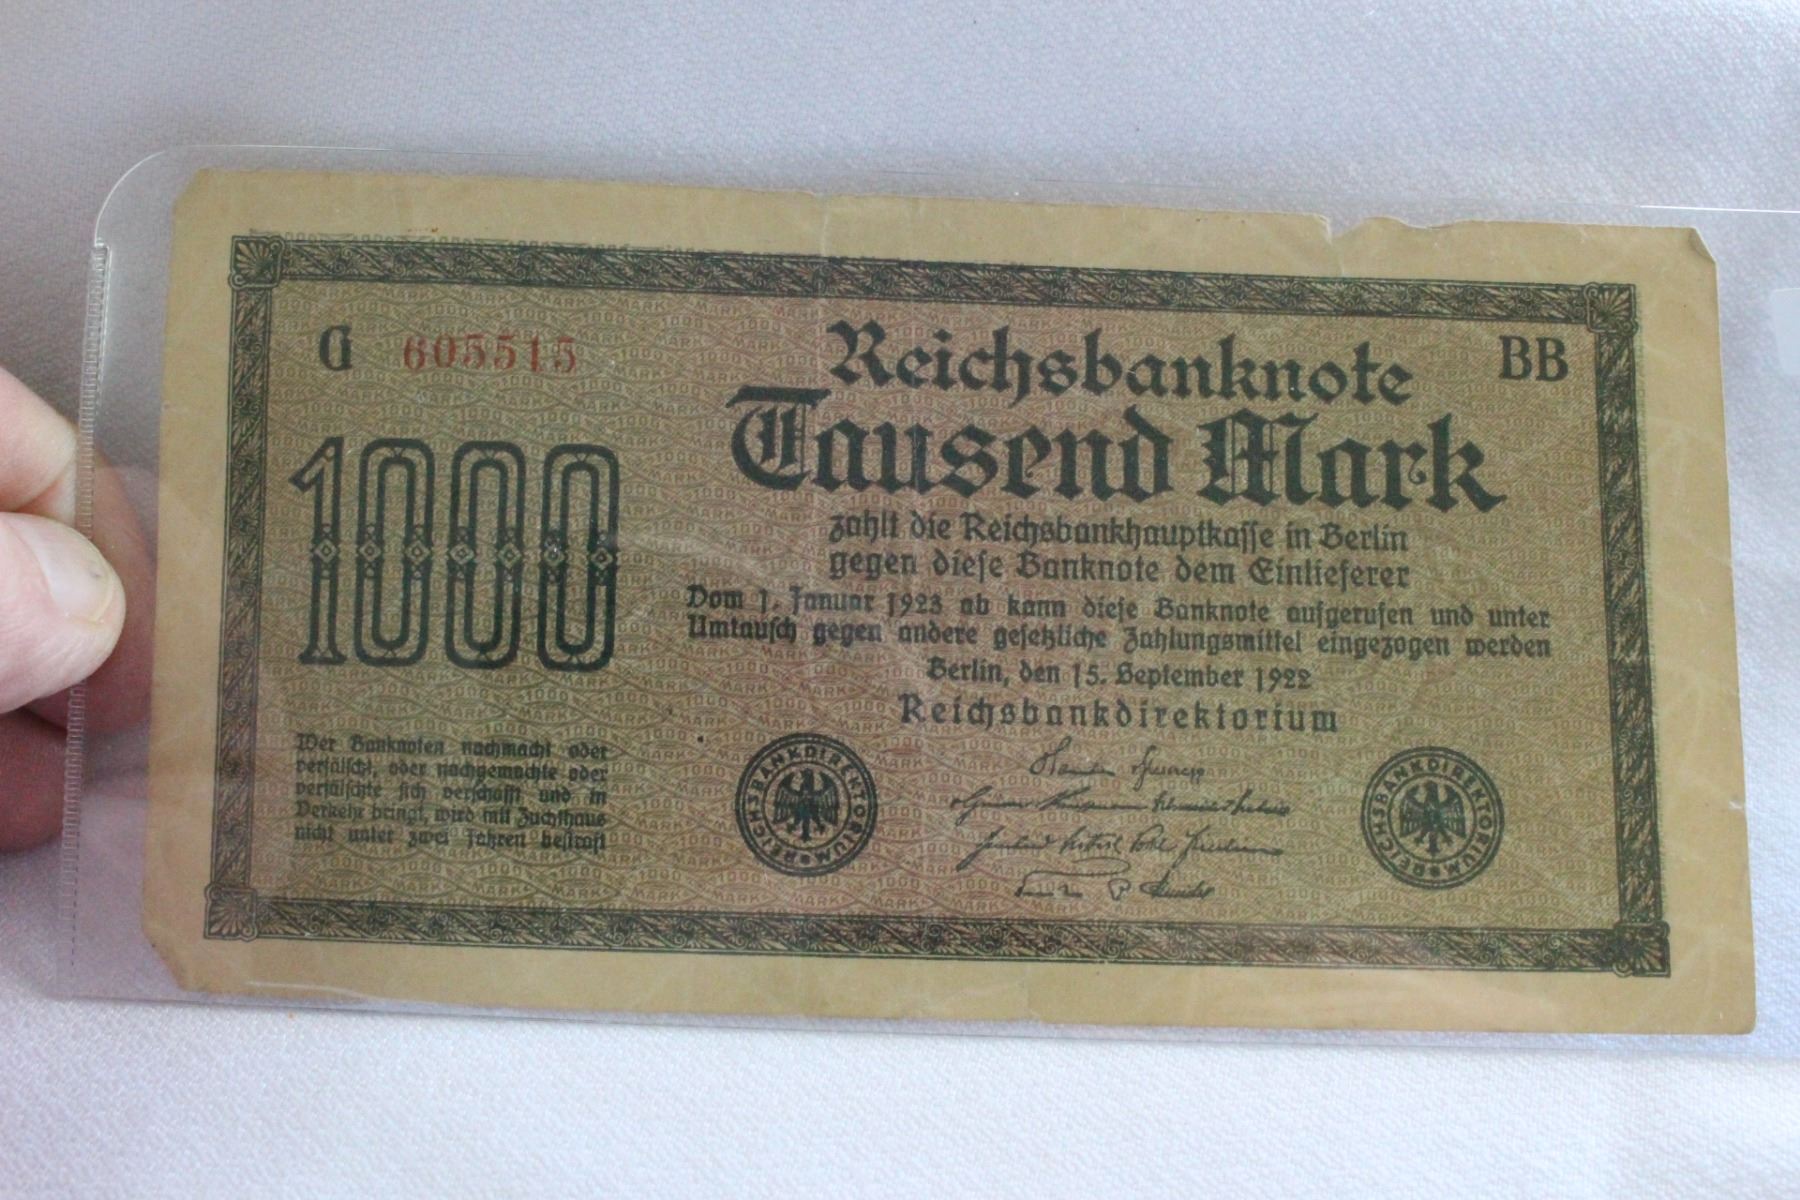 G 605515
BB
Reichsbanknote
Tausend Mark
1000
zahlt die Reichsbankhauptkasse in Berlin
gegen diese Banknote dem Einlieferer
Vom 1. Januar 1923 ab kann diese Banknote aufgerufen und unter
Umtausch gegen andere gesetzliche Zahlungsmittel eingezogen werden
Berlin, den 15. September 1922
Reichsbankdirektorium
Wer Banknoten nachmacht oder
verfälscht, oder nachgemachte oder
verfälschte sich verschafft und in
Verkehr bringt, wird mit Zuchthaus
nicht unter zwei Jahren bestraft
REICHSBANKDIREKTORIUM
REICHSBANKDIREKTORIUM